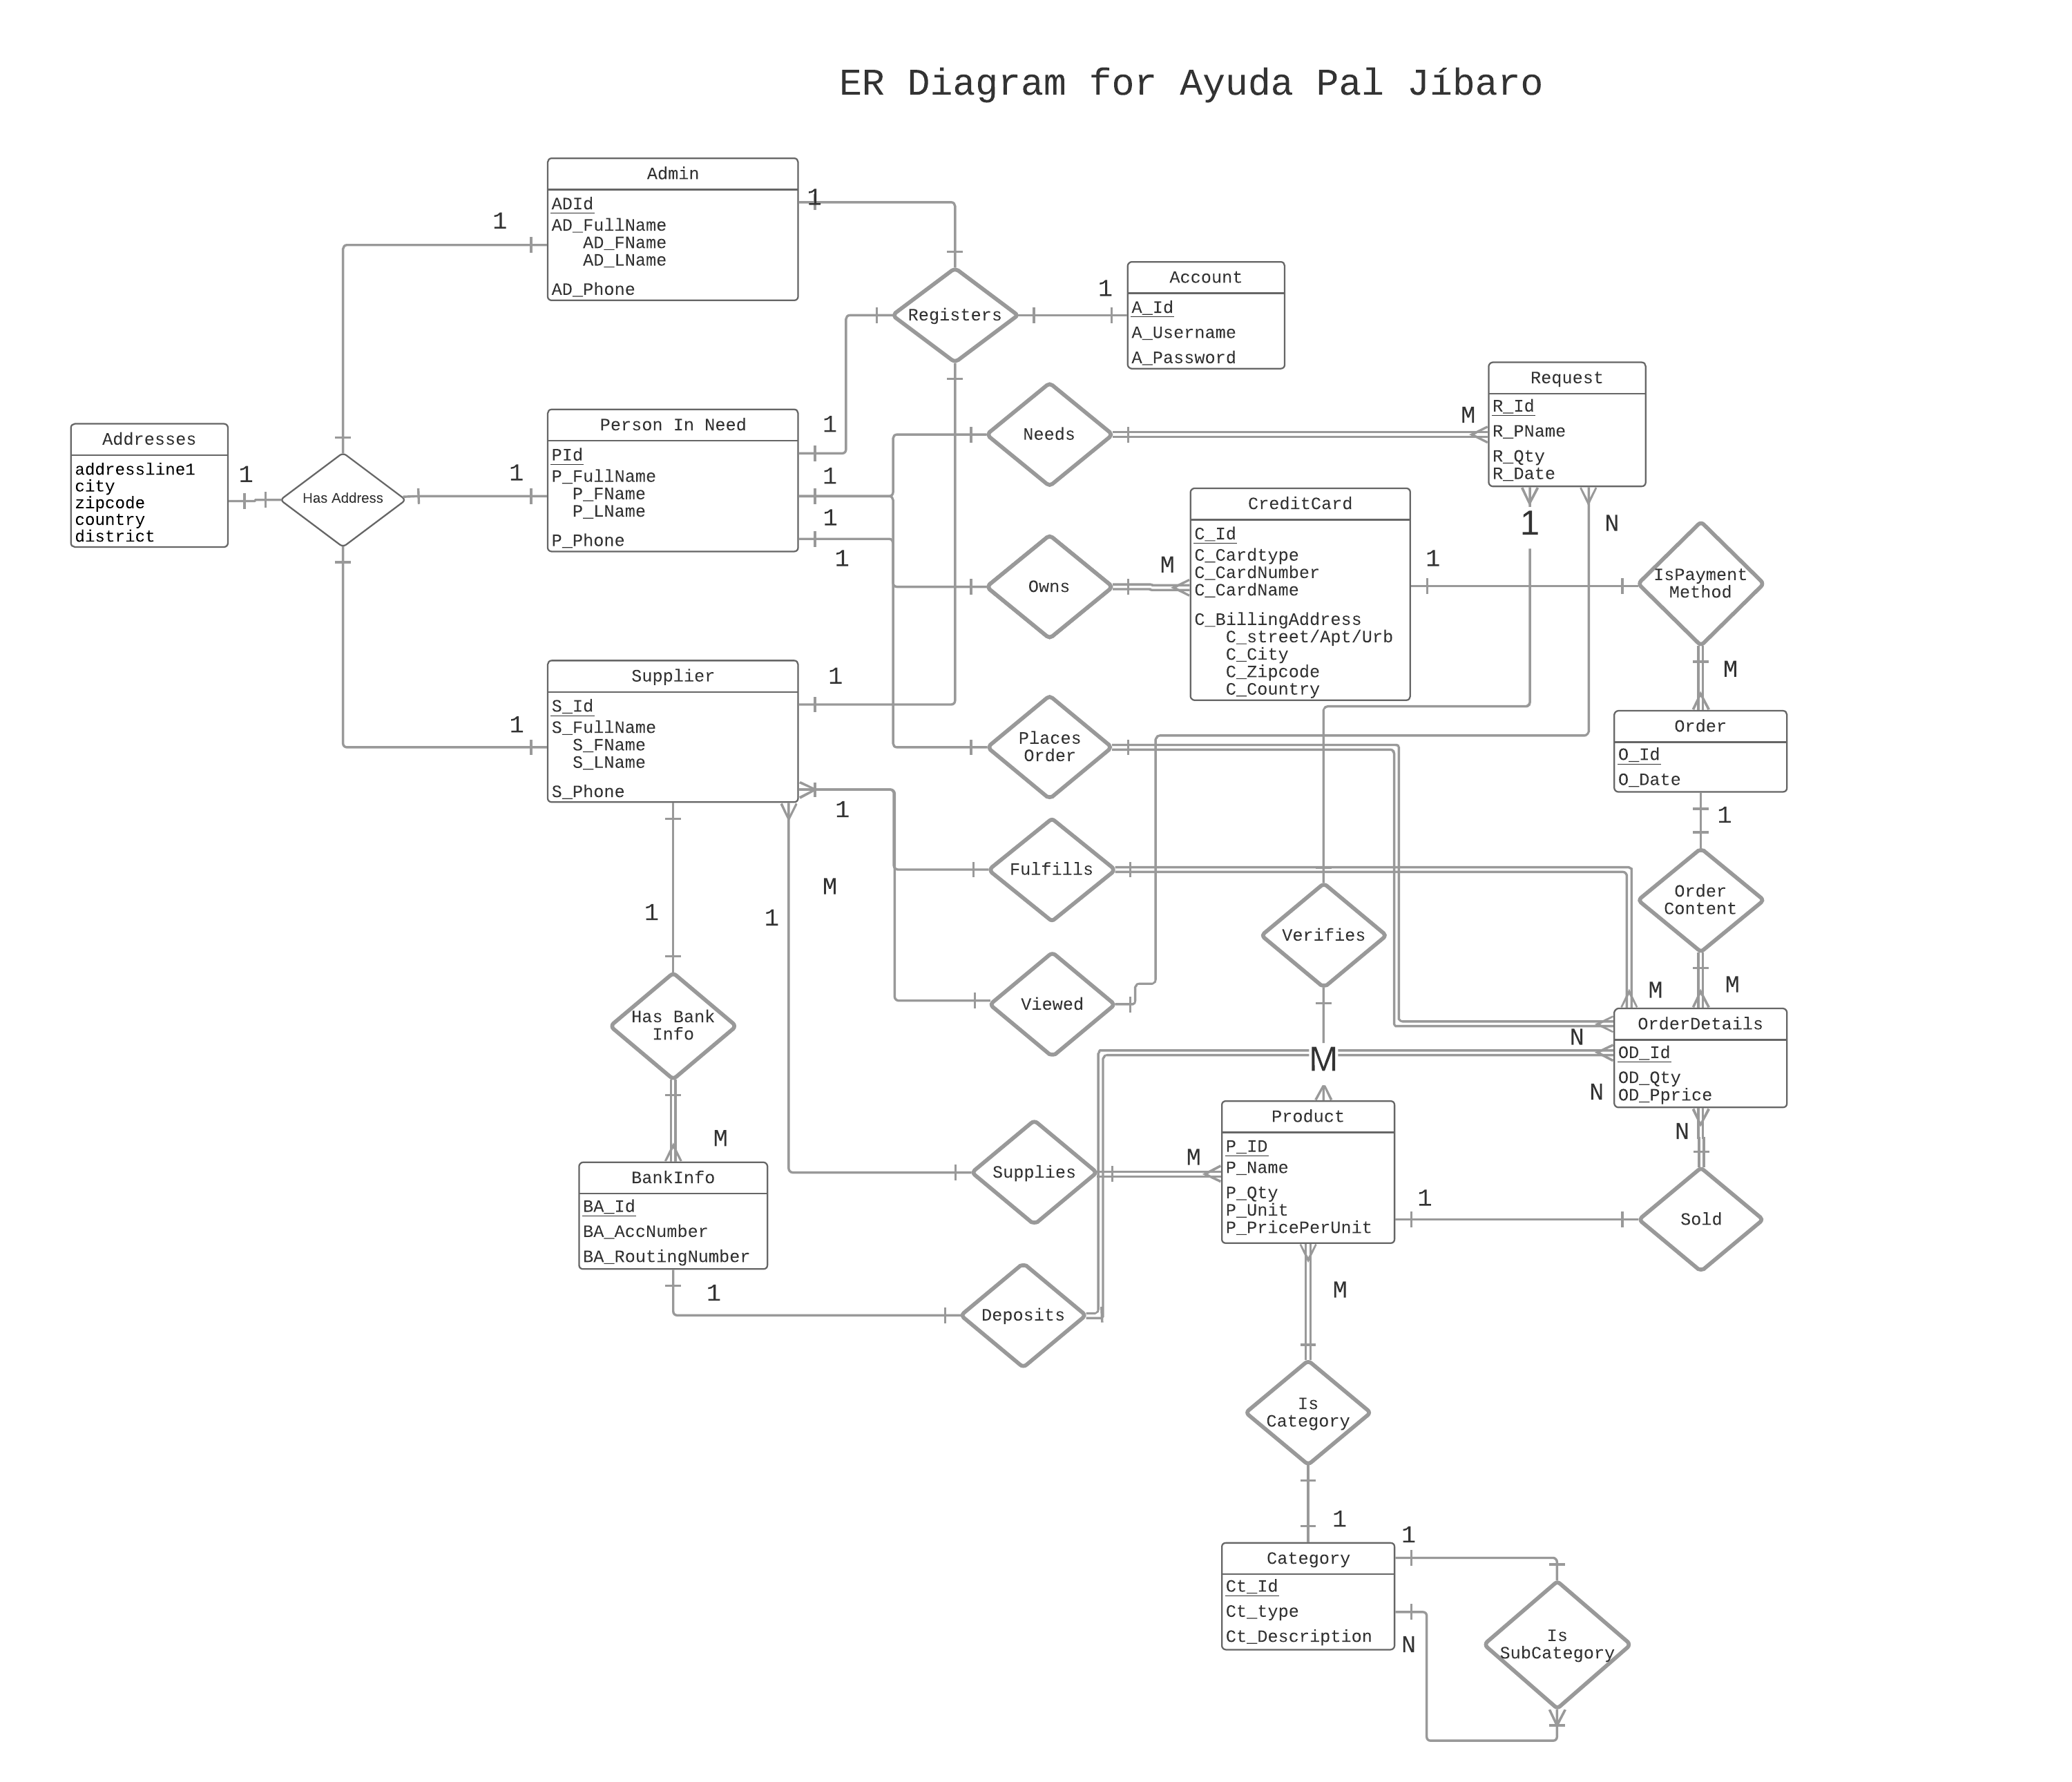 ER Diagram for Ayuda Pal Jíbaro
Admin
ADId
AD_FullName
AD_FName
AD_LName
AD_Phone
1
1
Registers
1
Account
A_Id
A_Username
A_Password
Addresses
addressline1
city
zipcode
country
district
1
Has Address
1
Person In Need
PId
P_FullName
P_FName
P_LName
P_Phone
1
1
1
1
Needs
M
Request
R_Id
R_PName
R_Qty
R_Date
1
N
Owns
M
CreditCard
C_Id
C_Cardtype
C_CardNumber
C_CardName
C_BillingAddress
C_street/Apt/Urb
C_City
C_Zipcode
C_Country
1
IsPayment
Method
M
1
Supplier
S_Id
S_FullName
S_FName
S_LName
S_Phone
1
1
M
1
1
Places
Order
Order
O_Id
O_Date
1
Fulfills
Order
Content
Verifies
Viewed
M
M
N
N
OrderDetails
OD_Id
OD_Qty
OD_Pprice
N
Has Bank
Info
M
BankInfo
BA_Id
BA_AccNumber
BA_RoutingNumber
1
Supplies
M
M
Product
P_ID
P_Name
P_Qty
P_Unit
P_PricePerUnit
1
Sold
M
Deposits
Is
Category
1
1
Category
Ct_Id
Ct_type
Ct_Description
N
Is
SubCategory